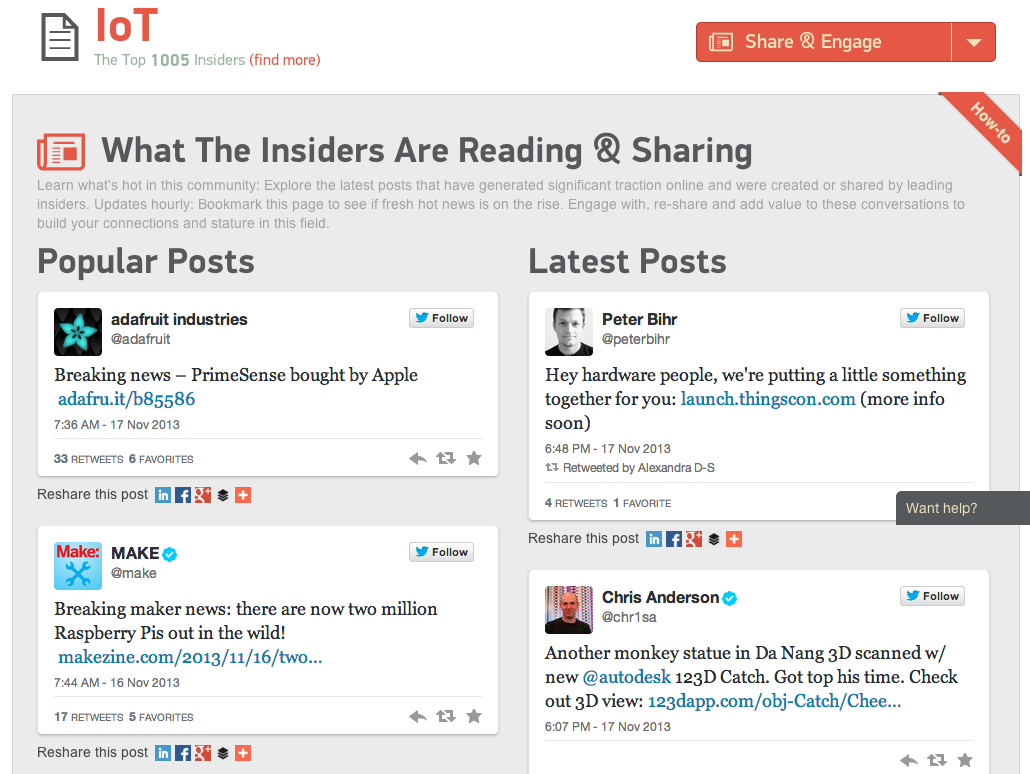 IoT
The Top 1005 Insiders (find more)
Share & Engage
How-to
What The Insiders Are Reading & Sharing
Learn what's hot in this community: Explore the latest posts that have generated significant traction online and were created or shared by leading
insiders. Updates hourly: Bookmark this page to see if fresh hot news is on the rise. Engage with, re-share and add value to these conversations to
build your connections and stature in this field.
Popular Posts
adafruit industries
Follow
@adafruit
Breaking news – PrimeSense bought by Apple
adafru.it/b85586
7:36 AM - 17 Nov 2013
33 RETWEETS 6 FAVORITES
Reshare this post
Make:
MAKE
Follow
@make
Breaking maker news: there are now two million
Raspberry Pis out in the wild!
makezine.com/2013/11/16/two...
7:44 AM - 16 Nov 2013
17 RETWEETS 5 FAVORITES
Reshare this post
Latest Posts
Peter Bihr
Follow
@peterbihr
Hey hardware people, we're putting a little something
together for you: launch.thingscon.com (more info
soon)
6:48 PM - 17 Nov 2013
Retweeted by Alexandra D-S
4 RETWEETS 1 FAVORITE
Want help?
Reshare this post
Chris Anderson
Follow
@chr1sa
Another monkey statue in Da Nang 3D scanned w/
new @autodesk 123D Catch. Got top his time. Check
out 3D view: 123dapp.com/obj-Catch/Chee...
6:07 PM - 17 Nov 2013